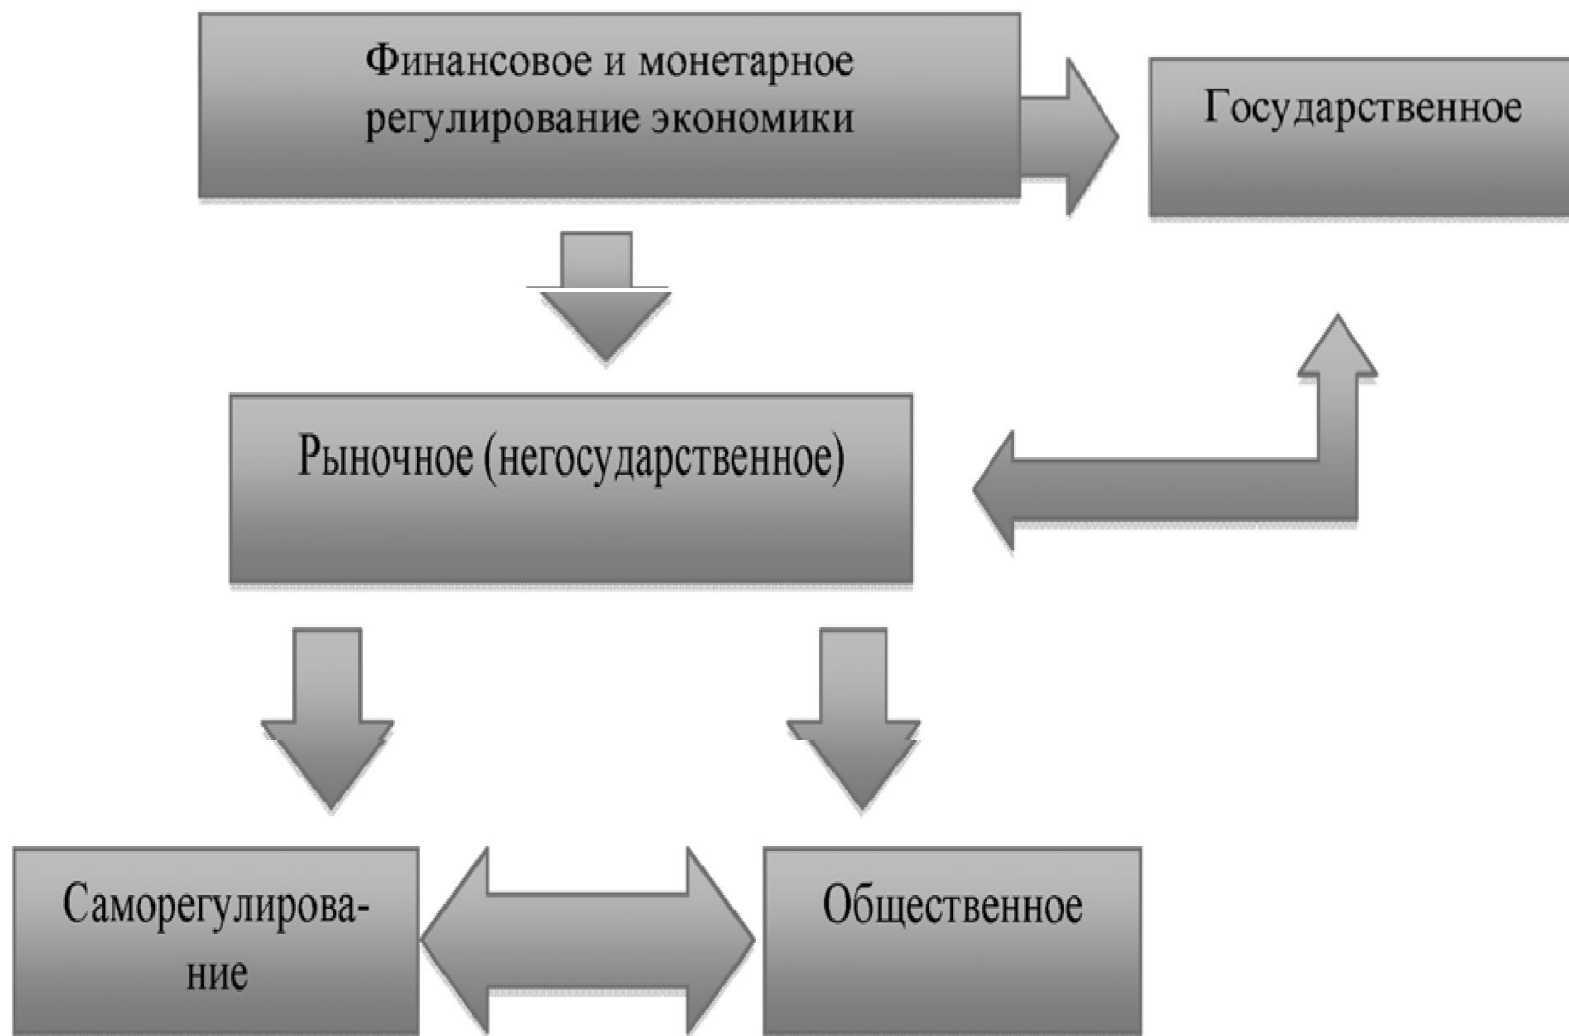 Финансовое и монетарное
регулирование экономики
Государственное
Рыночное (негосударственное)
Саморегулирова-
ние
Общественное